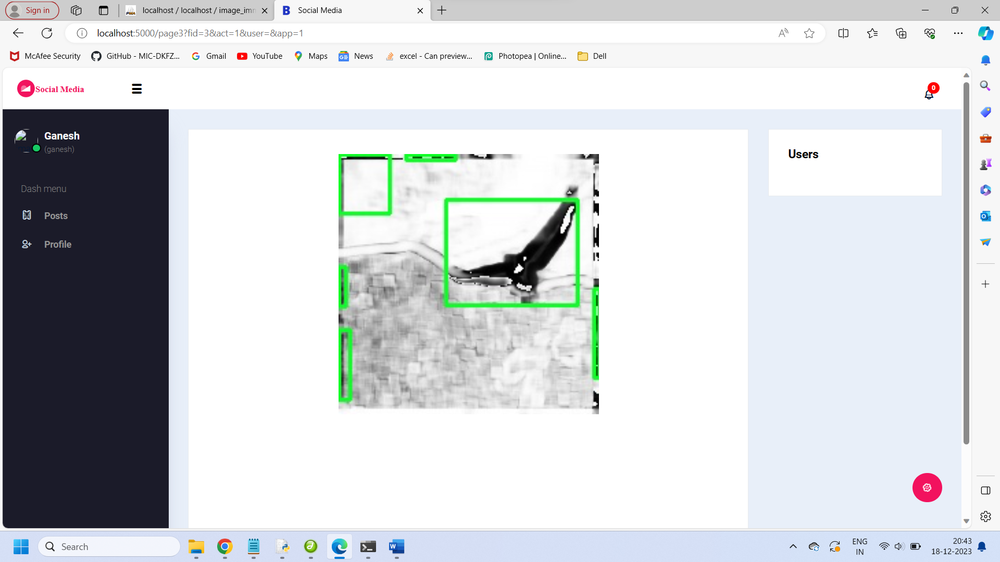 Sign in
localhost / localhost / image_imm
Social Media
localhost:5000/page3?fid=3&act=1&user=&app=1
McAfee Security
GitHub - MIC-DKFZ...
Gmail
YouTube
Maps
News
excel - Can preview...
Photopea | Online...
Dell
Social Media
0
Ganesh
(ganesh)
Dash menu
Posts
Profile
Users
Search
ENG
IN
20:43
18-12-2023